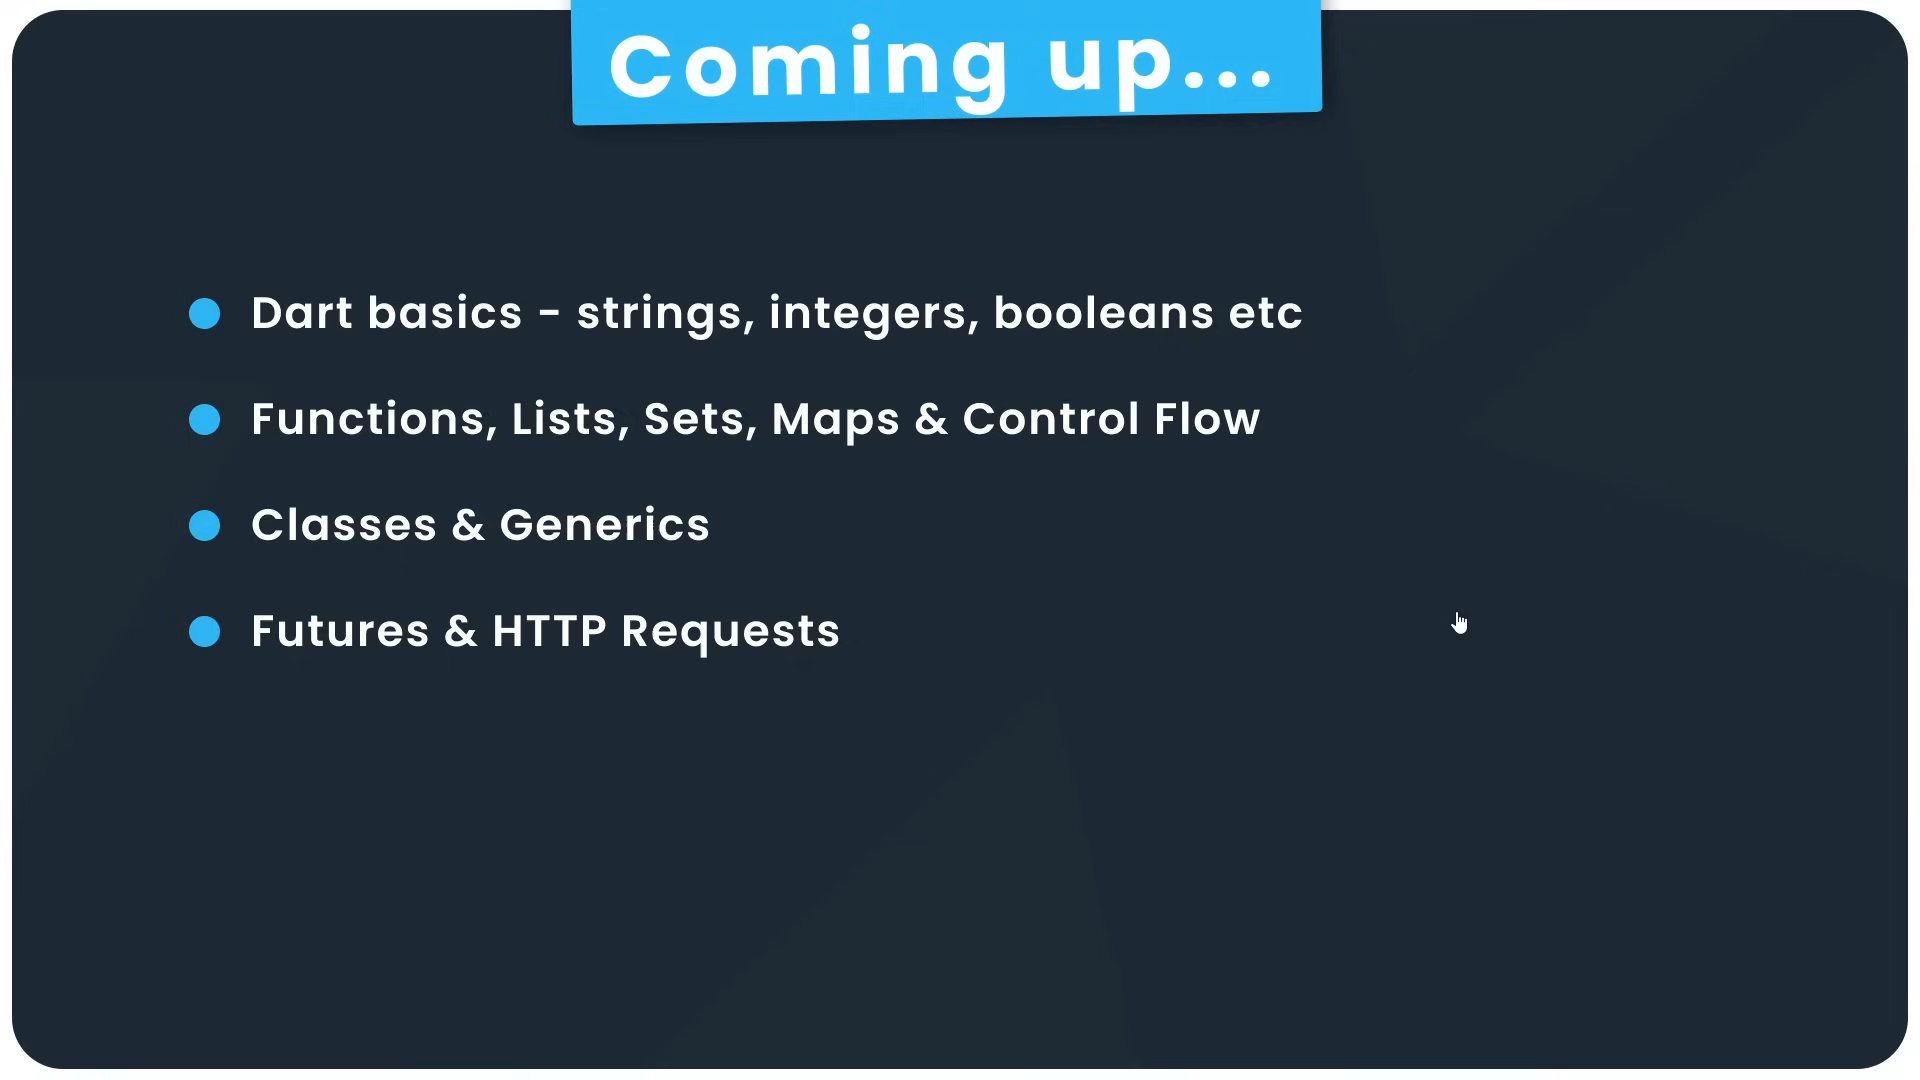 Coming up...
Dart basics - strings, integers, booleans etc
Functions, Lists, Sets, Maps & Control Flow
Classes & Generics
Futures & HTTP Requests